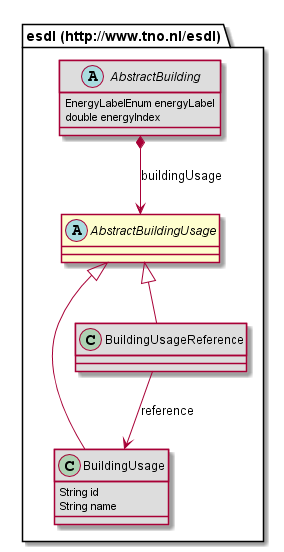 esdl (http://www.tno.nl/esdl)
A AbstractBuilding
EnergyLabelEnum energyLabel
double energyIndex
buildingUsage
A AbstractBuildingUsage
C BuildingUsageReference
reference
C BuildingUsage
String id
String name